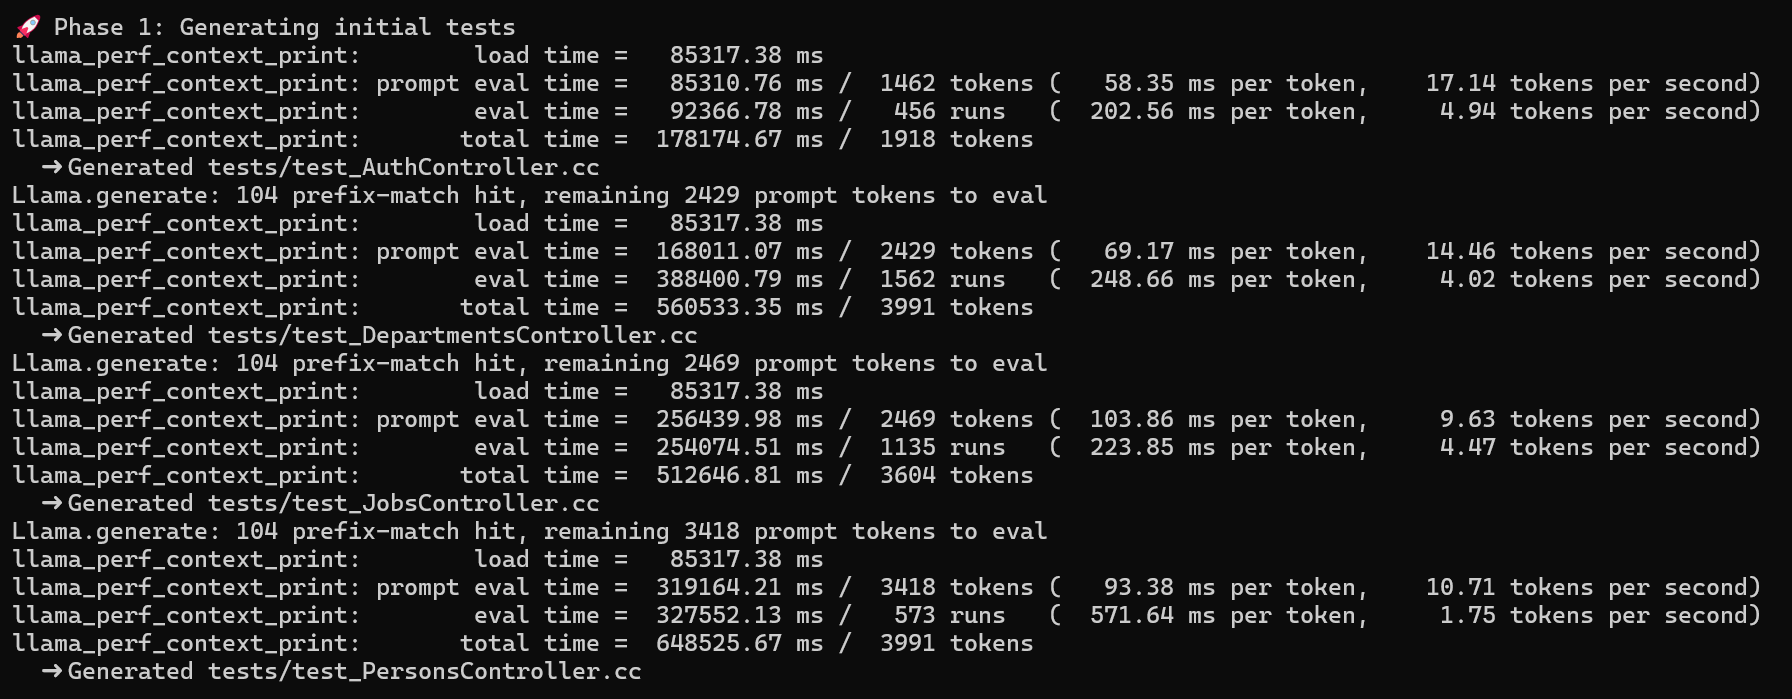 🚀 Phase 1: Generating initial tests
llama_perf_context_print:        load time =   85317.38 ms
llama_perf_context_print: prompt eval time =   85310.76 ms /  1462 tokens (   58.35 ms per token,    17.14 tokens per second)
llama_perf_context_print:        eval time =   92366.78 ms /   456 runs   (  202.56 ms per token,     4.94 tokens per second)
llama_perf_context_print:       total time =  178174.67 ms /  1918 tokens
  ➜ Generated tests/test_AuthController.cc
Llama.generate: 104 prefix-match hit, remaining 2429 prompt tokens to eval
llama_perf_context_print:        load time =   85317.38 ms
llama_perf_context_print: prompt eval time =  168011.07 ms /  2429 tokens (   69.17 ms per token,    14.46 tokens per second)
llama_perf_context_print:        eval time =  388400.79 ms /  1562 runs   (  248.66 ms per token,     4.02 tokens per second)
llama_perf_context_print:       total time =  560533.35 ms /  3991 tokens
  ➜ Generated tests/test_DepartmentsController.cc
Llama.generate: 104 prefix-match hit, remaining 2469 prompt tokens to eval
llama_perf_context_print:        load time =   85317.38 ms
llama_perf_context_print: prompt eval time =  256439.98 ms /  2469 tokens (  103.86 ms per token,     9.63 tokens per second)
llama_perf_context_print:        eval time =  254074.51 ms /  1135 runs   (  223.85 ms per token,     4.47 tokens per second)
llama_perf_context_print:       total time =  512646.81 ms /  3604 tokens
  ➜ Generated tests/test_JobsController.cc
Llama.generate: 104 prefix-match hit, remaining 3418 prompt tokens to eval
llama_perf_context_print:        load time =   85317.38 ms
llama_perf_context_print: prompt eval time =  319164.21 ms /  3418 tokens (   93.38 ms per token,    10.71 tokens per second)
llama_perf_context_print:        eval time =  327552.13 ms /   573 runs   (  571.64 ms per token,     1.75 tokens per second)
llama_perf_context_print:       total time =  648525.67 ms /  3991 tokens
  ➜ Generated tests/test_PersonsController.cc